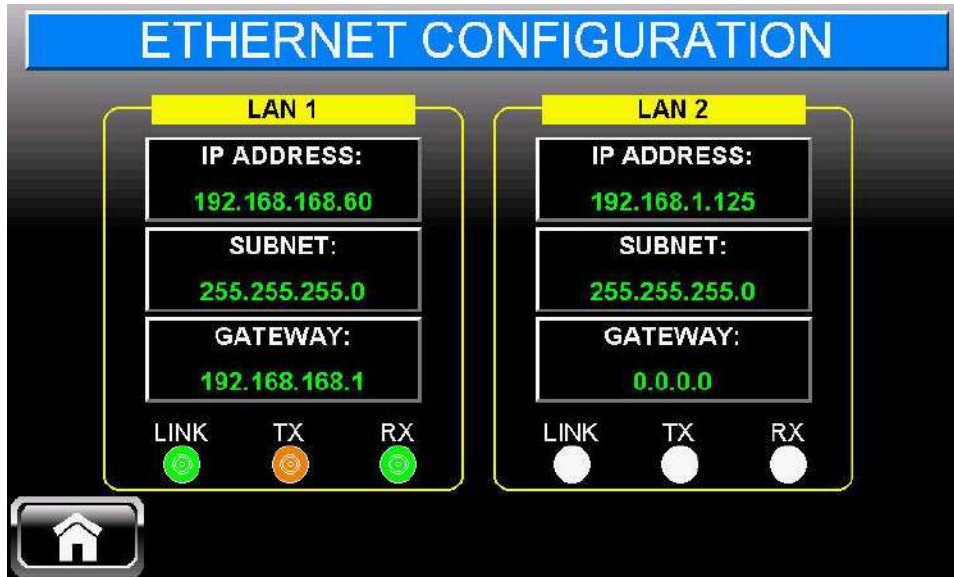 ETHERNET CONFIGURATION
LAN 1
IP ADDRESS:
192.168.168.60
SUBNET:
255.255.255.0
GATEWAY:
192.168.168.1
LINK TX RX
LAN 2
IP ADDRESS:
192.168.1.125
SUBNET:
255.255.255.0
GATEWAY:
0.0.0.0
LINK TX RX